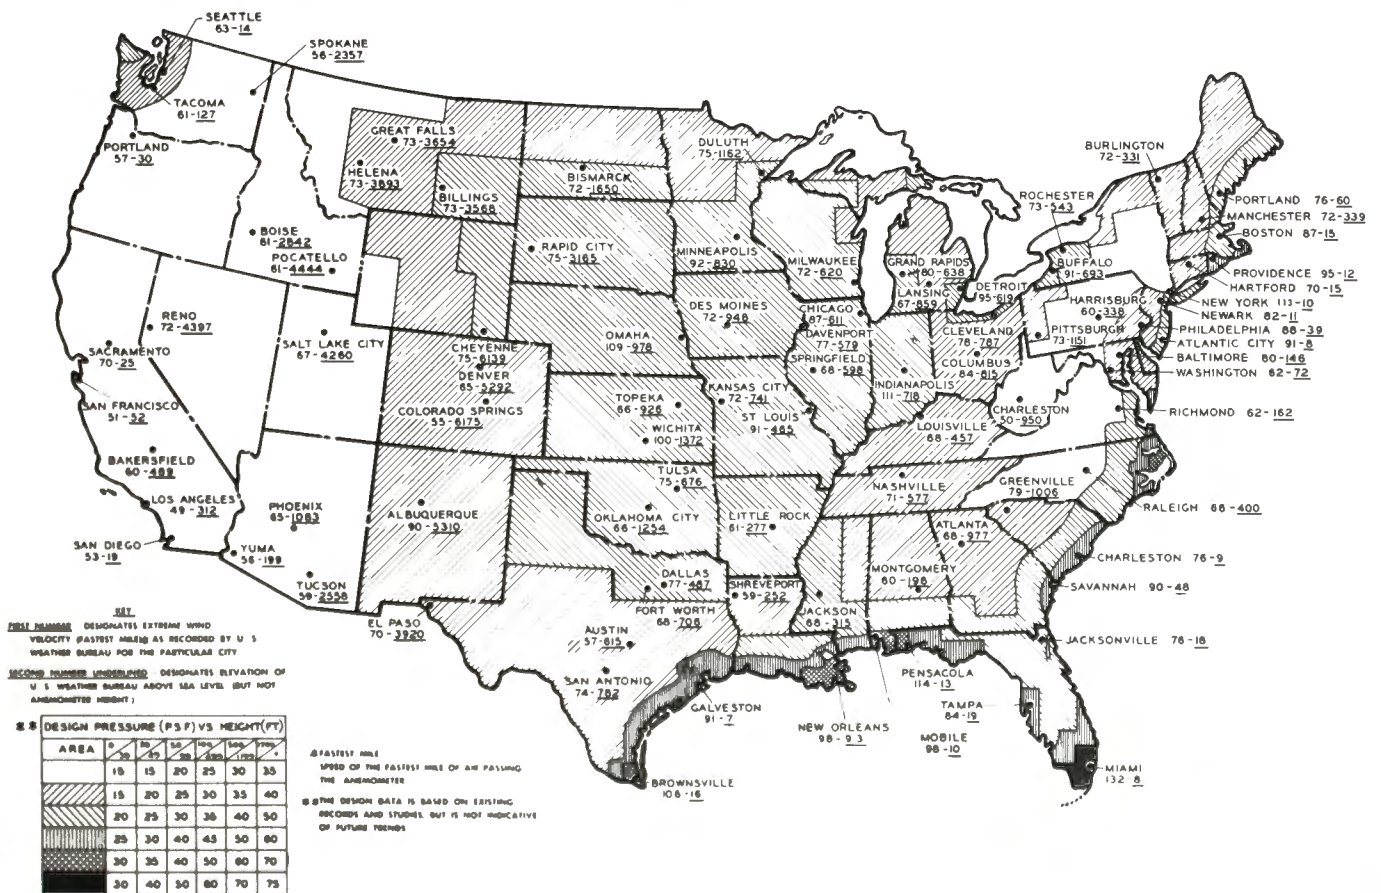 SEATTLE
63-14
SPOKANE
56-2357
TACOMA
61-127
PORTLAND
57-30
GREAT FALLS
73-3654
HELENA
73-3893
BILLINGS
73-3568
BISMARCK
72-1650
DULUTH
75-1162
BURLINGTON
72-331
ROCHESTER
73-543
PORTLAND 76-60
MANCHESTER 72-339
BOSTON 87-15
BOISE
61-2842
POCATELLO
61-4444
RAPID CITY
75-3165
MINNEAPOLIS
92-830
MILWAUKEE
72-620
GRAND RAPIDS
80-638
LANSING
67-859
DETROIT
95-619
BUFFALO
91-693
PROVIDENCE 95-12
HARTFORD 70-15
NEW YORK 113-10
NEWARK 82-11
PHILADELPHIA 88-39
ATLANTIC CITY 91-8
BALTIMORE 80-146
WASHINGTON 62-72
RENO
72-4397
SACRAMENTO
70-25
SALT LAKE CITY
67-4260
CHEYENNE
75-6139
DENVER
65-5292
COLORADO SPRINGS
55-6175
OMAHA
109-978
DES MOINES
72-948
CHICAGO
87-611
DAVENPORT
77-579
SPRINGFIELD
68-598
INDIANAPOLIS
111-718
CLEVELAND
78-787
COLUMBUS
84-815
HARRISBURG
60-338
PITTSBURGH
73-1151
SAN FRANCISCO
51-52
TOPEKA
66-926
WICHITA
100-1372
KANSAS CITY
72-741
ST LOUIS
91-465
LOUISVILLE
68-457
CHARLESTON
50-950
RICHMOND 62-162
BAKERSFIELD
60-489
LOS ANGELES
49-312
SAN DIEGO
53-19
PHOENIX
65-1083
YUMA
56-199
TUCSON
59-2558
ALBUQUERQUE
90-5310
EL PASO
70-3920
TULSA
75-676
OKLAHOMA CITY
66-1254
LITTLE ROCK
61-277
NASHVILLE
71-577
GREENVILLE
79-1006
RALEIGH 66-400
ATLANTA
68-977
CHARLESTON 76-9
SAVANNAH 90-48
MONTGOMERY
60-198
DALLAS
77-487
FORT WORTH
68-706
SHREVEPORT
59-252
JACKSON
68-315
AUSTIN
57-615
SAN ANTONIO
74-782
GALVESTON
91-7
BROWNSVILLE
106-16
NEW ORLEANS
98-93
MOBILE
98-10
PENSACOLA
114-13
JACKSONVILLE 76-18
TAMPA
84-19
MIAMI
132-8
KEY
FIRST NUMBER DESIGNATES EXTREME WIND
VELOCITY (FASTEST MILE) AS RECORDED BY U S
WEATHER BUREAU FOR THE PARTICULAR CITY
SECOND NUMBER UNDERLINED DESIGNATES ELEVATION OF
U S WEATHER BUREAU ABOVE SEA LEVEL (BUT NOT
ANEMOMETER HEIGHT)
** DESIGN PRESSURE (PSF) VS HEIGHT (FT)
AREA
15 15 20 25 30 35
15 20 25 30 35 40
20 25 30 36 40 50
25 30 40 45 50 60
30 35 40 50 60 70
30 40 50 60 70 75
FASTEST MILE
SPEED OF THE FASTEST MILE OF AIR PASSING
THE ANEMOMETER
** THE DESIGN DATA IS BASED ON EXISTING
RECORDS AND STUDIES, BUT IS NOT INDICATIVE
OF FUTURE TRENDS